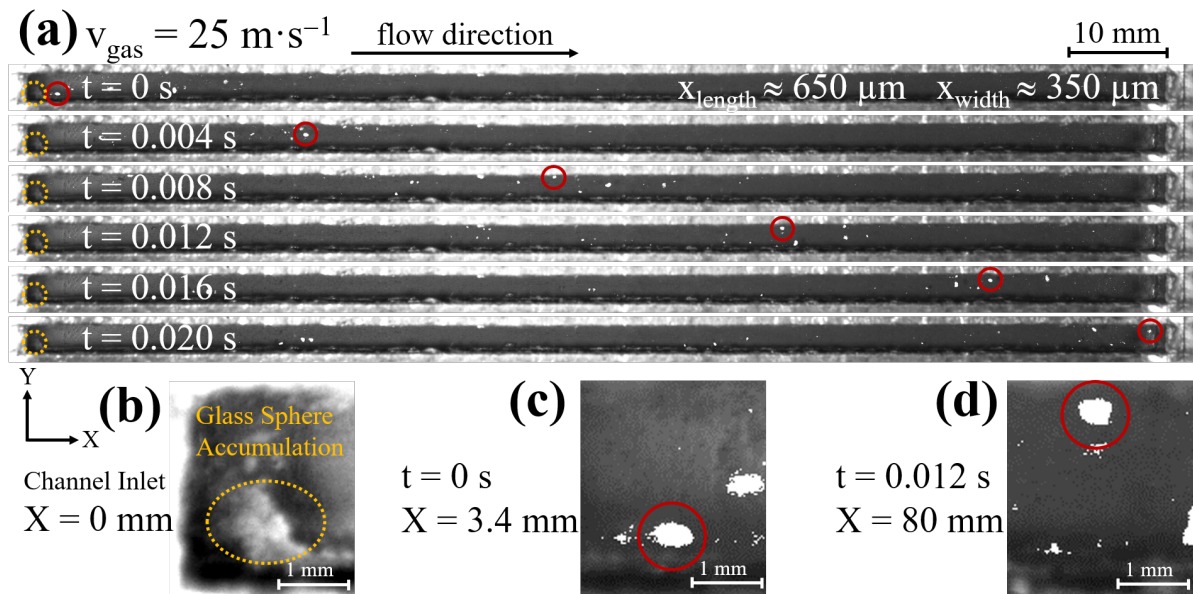 (a) v_gas = 25 m·s⁻¹ flow direction 10 mm
t = 0 s x_length ≈ 650 µm x_width ≈ 350 µm
t = 0.004 s
t = 0.008 s
t = 0.012 s
t = 0.016 s
t = 0.020 s
Y
X
Channel Inlet
X = 0 mm
(b)
Glass Sphere
Accumulation
1 mm
(c)
t = 0 s
X = 3.4 mm
1 mm
(d)
t = 0.012 s
X = 80 mm
1 mm